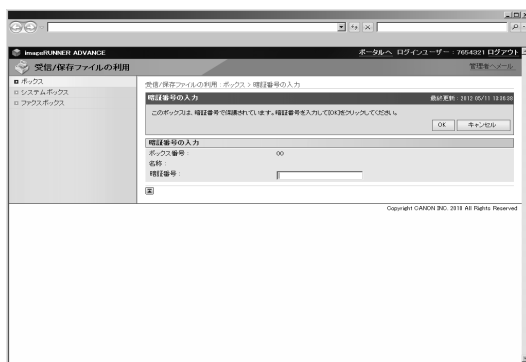 imageRUNNER ADVANCE
ポータルへ ログインユーザー : 7654321 ログアウト
受信/保存ファイルの利用
管理者へメール
ボックス
システムボックス
ファクスボックス
受信/保存ファイルの利用 : ボックス > 暗証番号の入力
暗証番号の入力
最終更新 : 2012 05/11 13:06:38
このボックスは、暗証番号で保護されています。暗証番号を入力して[OK]をクリックしてください。
OK
キャンセル
暗証番号の入力
ボックス番号 : 00
名称 :
暗証番号 :
Copyright CANON INC. 2010 All Rights Reserved